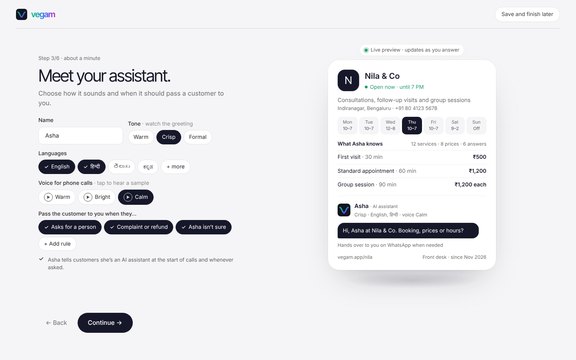 vegam
Save and finish later
Step 3/6 · about a minute
Meet your assistant.
Choose how it sounds and when it should pass a customer to
you.
Name
Asha
Tone · watch the greeting
Warm
Crisp
Formal
Languages
✓ English
✓ हिन्दी
ಕನ್ನಡ
+ more
Voice for phone calls · tap to hear a sample
Warm
Bright
Calm
Pass the customer to you when they...
✓ Asks for a person
✓ Complaint or refund
✓ Asha isn't sure
+ Add rule
✓ Asha tells customers she's an AI assistant at the start of calls and whenever
asked.
← Back
Continue →
Live preview · updates as you answer
N
Nila & Co
Open now · until 7 PM
Consultations, follow-up visits and group sessions
Indiranagar, Bengaluru · +91 80 4123 5678
Mon Tue Wed Thu Fri Sat Sun
10–7 10–7 12–8 10–7 10–7 9–2 Off
What Asha knows
12 services · 8 prices · 6 answers
First visit · 30 min ₹500
Standard appointment · 60 min ₹1,200
Group session · 90 min ₹1,200 each
Asha · AI assistant
Crisp · English, हिन्दी · voice Calm
Hi, Asha at Nila & Co. Booking, prices or hours?
Hands over to you on WhatsApp when needed
vegam.app/nila
Front desk · since Nov 2026